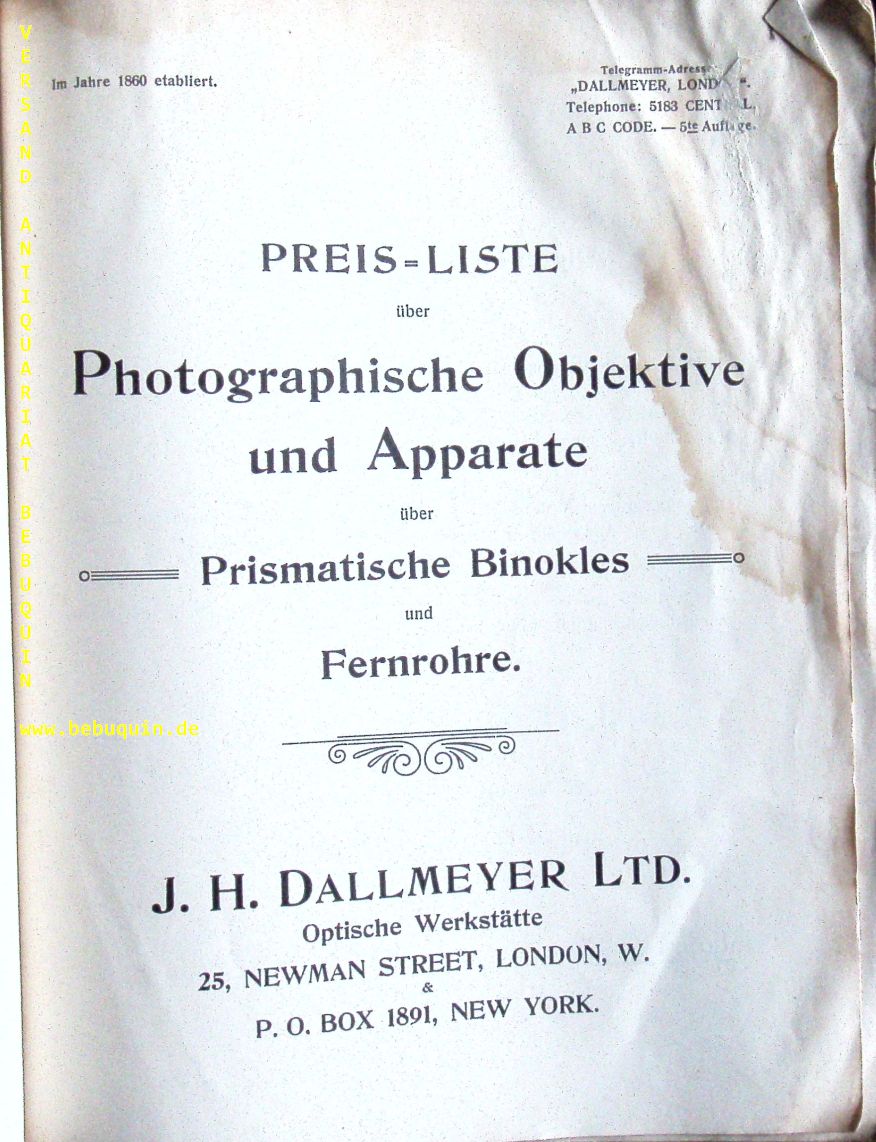 Im Jahre 1860 etabliert.
Telegramm-Adress
„DALLMEYER, LOND “.
Telephone: 5183 CENT L.
A B C CODE. — 5te Auflage.
PREIS=LISTE
über
Photographische Objektive
und Apparate
über
Prismatische Binokles
und
Fernrohre.
J. H. DALLMEYER LTD.
Optische Werkstätte
25, NEWMAN STREET, LONDON, W.
&
P. O. BOX 1891, NEW YORK.
VERSAND ANTIQUARIAT BEBUQUIN
www.bebuquin.de